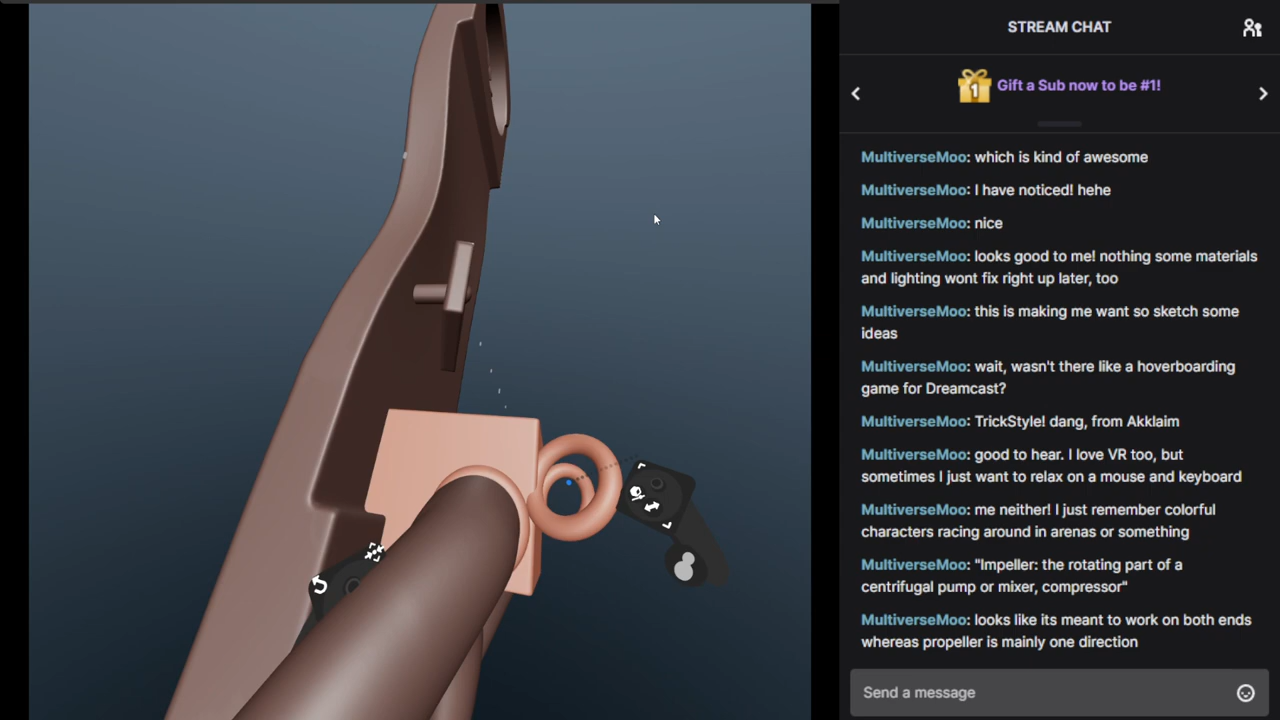 STREAM CHAT
1
Gift a Sub now to be #1!
MultiverseMoo: which is kind of awesome
MultiverseMoo: I have noticed! hehe
MultiverseMoo: nice
MultiverseMoo: looks good to me! nothing some materials
and lighting wont fix right up later, too
MultiverseMoo: this is making me want so sketch some
ideas
MultiverseMoo: wait, wasn't there like a hoverboarding
game for Dreamcast?
MultiverseMoo: TrickStyle! dang, from Akklaim
MultiverseMoo: good to hear. I love VR too, but
sometimes I just want to relax on a mouse and keyboard
MultiverseMoo: me neither! I just remember colorful
characters racing around in arenas or something
MultiverseMoo: "Impeller: the rotating part of a
centrifugal pump or mixer, compressor"
MultiverseMoo: looks like its meant to work on both ends
whereas propeller is mainly one direction
Send a message